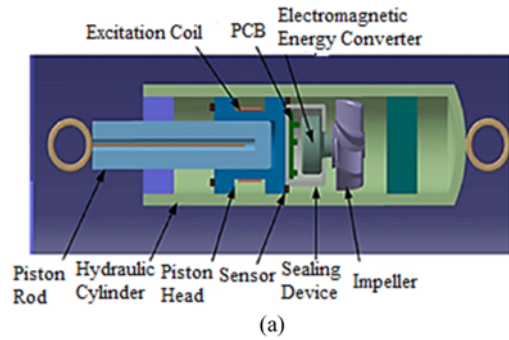 Excitation Coil
PCB
Electromagnetic
Energy Converter
Piston
Rod
Hydraulic
Cylinder
Piston
Head
Sensor
Sealing
Device
Impeller
(a)